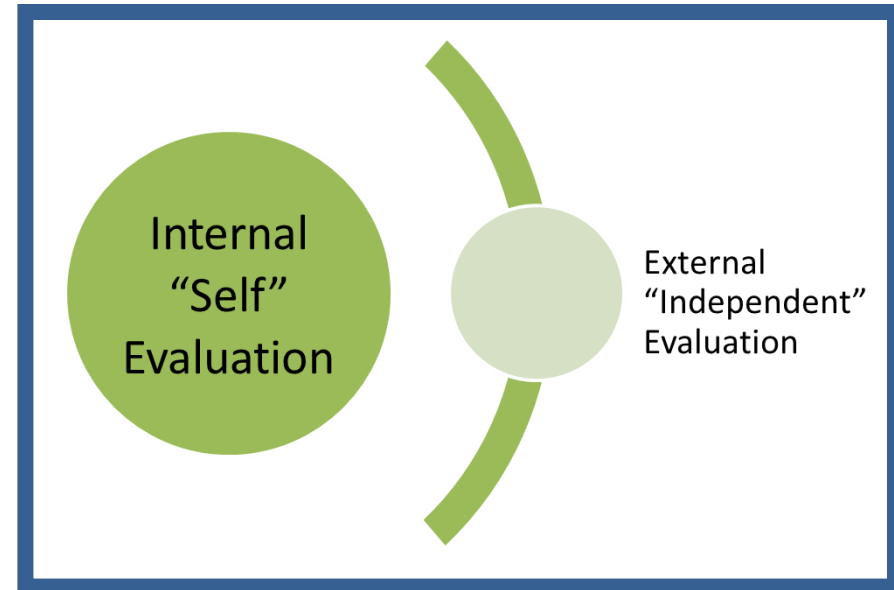 Internal
“Self”
Evaluation
External
“Independent”
Evaluation